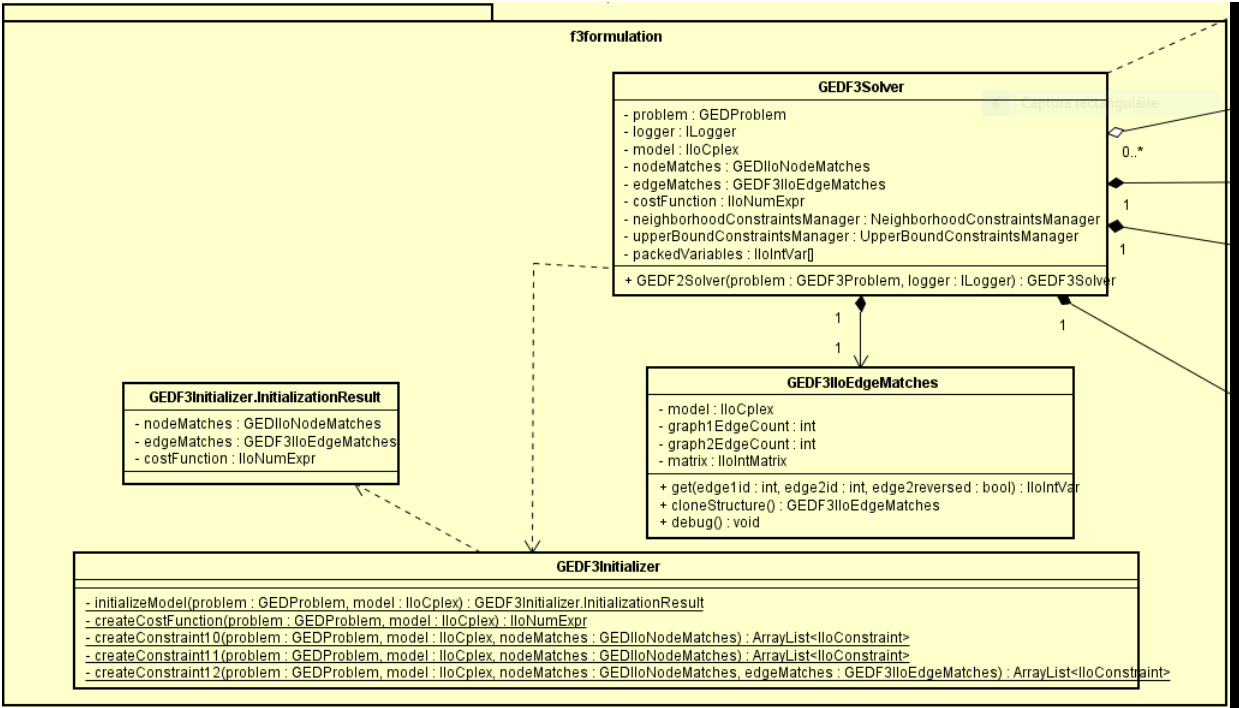 f3formulation
GEDF3Solver
Capture rectangulaire
- problem : GEDProblem
- logger : ILogger
- model : IloCplex
- nodeMatches : GEDIloNodeMatches
- edgeMatches : GEDF3IloEdgeMatches
- costFunction : IloNumExpr
- neighborhoodConstraintsManager : NeighborhoodConstraintsManager
- upperBoundConstraintsManager : UpperBoundConstraintsManager
- packedVariables : IloIntVar[]
+ GEDF2Solver(problem : GEDF3Problem, logger : ILogger) : GEDF3Solver
0..*
1
1
1
1
1
GEDF3IloEdgeMatches
- model : IloCplex
- graph1EdgeCount : int
- graph2EdgeCount : int
- matrix : IloIntMatrix
+ get(edge1id : int, edge2id : int, edge2reversed : bool) : IloIntVar
+ cloneStructure() : GEDF3IloEdgeMatches
+ debug() : void
GEDF3Initializer.InitializationResult
- nodeMatches : GEDIloNodeMatches
- edgeMatches : GEDF3IloEdgeMatches
- costFunction : IloNumExpr
GEDF3Initializer
- initializeModel(problem : GEDProblem, model : IloCplex) : GEDF3Initializer.InitializationResult
- createCostFunction(problem : GEDProblem, model : IloCplex) : IloNumExpr
- createConstraint10(problem : GEDProblem, model : IloCplex, nodeMatches : GEDIloNodeMatches) : ArrayList<IloConstraint>
- createConstraint11(problem : GEDProblem, model : IloCplex, nodeMatches : GEDIloNodeMatches) : ArrayList<IloConstraint>
- createConstraint12(problem : GEDProblem, model : IloCplex, nodeMatches : GEDIloNodeMatches, edgeMatches : GEDF3IloEdgeMatches) : ArrayList<IloConstraint>